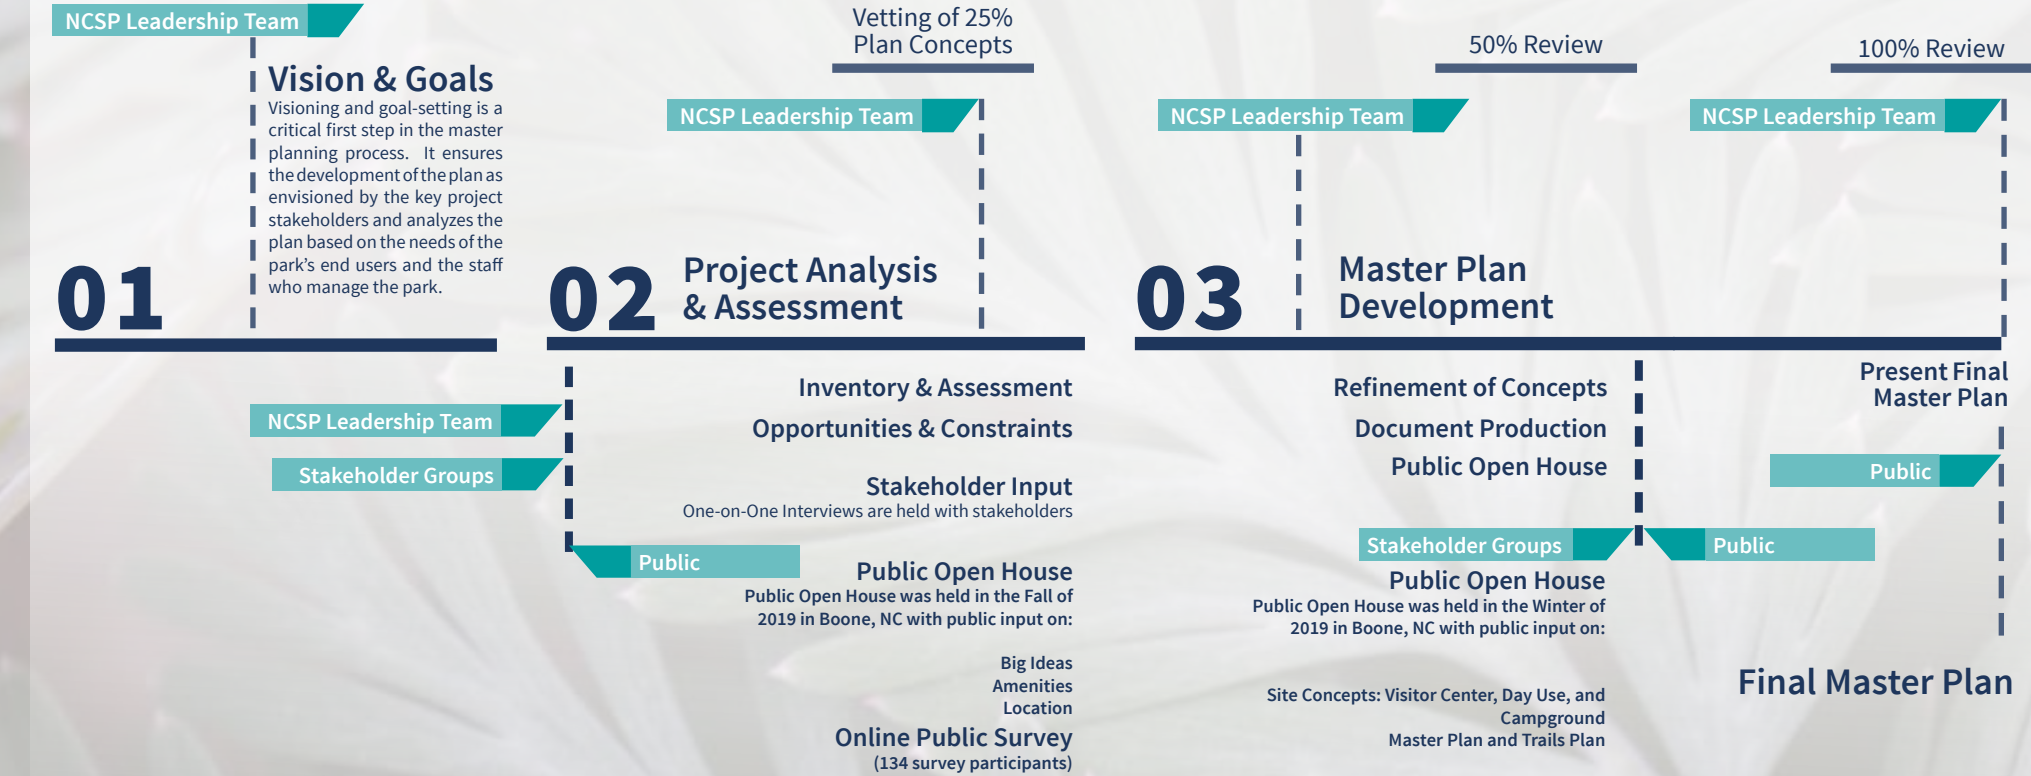 NCSP Leadership Team
Vision & Goals
Visioning and goal-setting is a
critical first step in the master
planning process. It ensures
the development of the plan as
envisioned by the key project
stakeholders and analyzes the
plan based on the needs of the
park's end users and the staff
who manage the park.
01
Vetting of 25%
Plan Concepts
NCSP Leadership Team
02
Project Analysis
& Assessment
NCSP Leadership Team
Stakeholder Groups
Inventory & Assessment
Opportunities & Constraints
Stakeholder Input
One-on-One Interviews are held with stakeholders
Public
Public Open House
Public Open House was held in the Fall of
2019 in Boone, NC with public input on:
Big Ideas
Amenities
Location
Online Public Survey
(134 survey participants)
50% Review
NCSP Leadership Team
100% Review
NCSP Leadership Team
03
Master Plan
Development
Refinement of Concepts
Document Production
Public Open House
Stakeholder Groups
Public
Public Open House
Public Open House was held in the Winter of
2019 in Boone, NC with public input on:
Site Concepts: Visitor Center, Day Use, and
Campground
Master Plan and Trails Plan
Present Final
Master Plan
Public
Final Master Plan